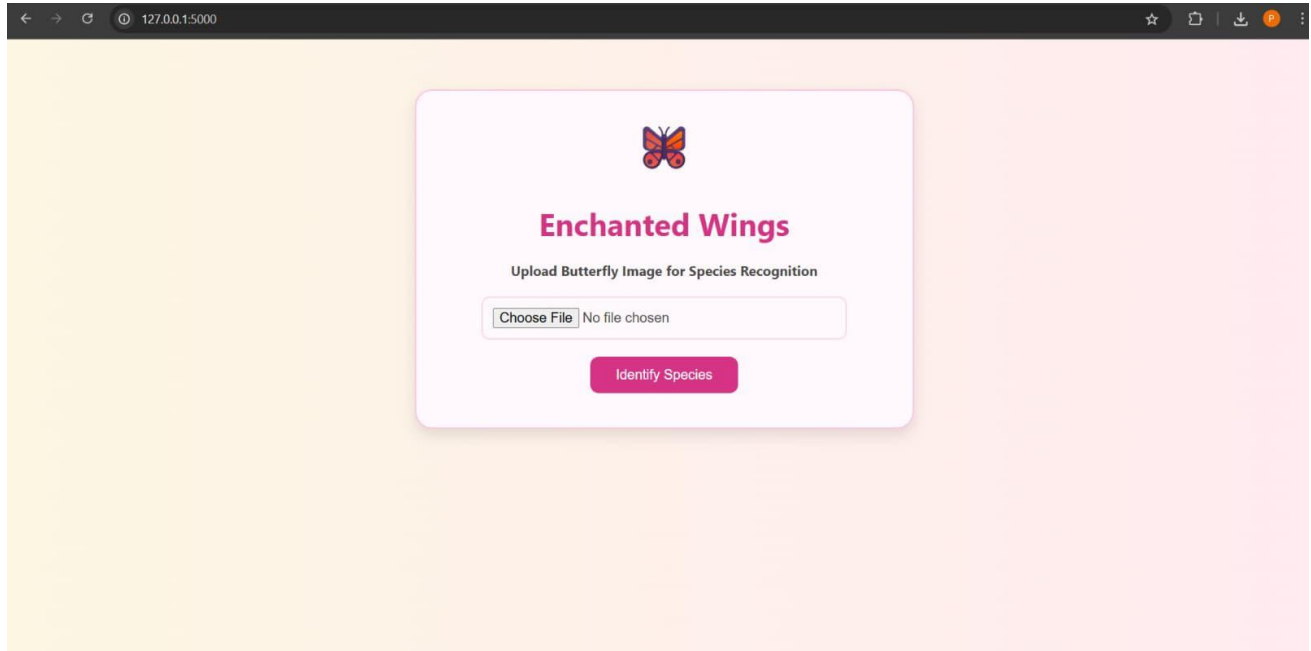 127.0.0.1:5000
P
Enchanted Wings
Upload Butterfly Image for Species Recognition
Choose File No file chosen
Identify Species